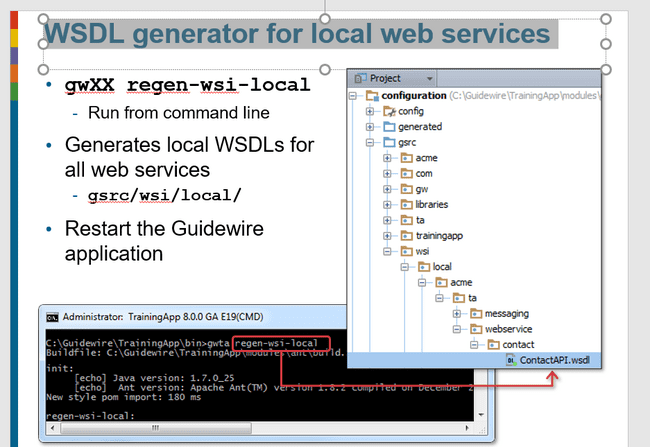 WSDL generator for local web services
• gwXX regen-wsi-local
- Run from command line
• Generates local WSDLs for
all web services
- gsrc/wsi/local/
• Restart the Guidewire
application
Project
configuration (C:\Guidewire\TrainingApp\modules\
config
generated
gsrc
acme
com
gw
libraries
ta
trainingapp
wsi
local
acme
ta
messaging
webservice
contact
ContactAPI.wsdl
Administrator: TrainingApp 8.0.0 GA E19(CMD)
C:\Guidewire\TrainingApp\bin>gwta regen-wsi-local
Buildfile: C:\Guidewire\TrainingApp\modules\ant\build.
init:
[echo] Java version: 1.7.0_25
[echo] Ant version: Apache Ant(TM) version 1.8.2 compiled on December 2
New style pom import: 180 ms
regen-wsi-local: